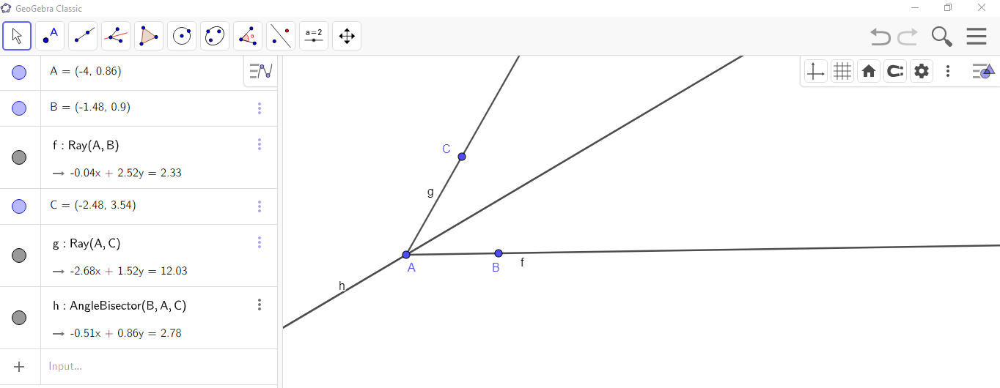 GeoGebra Classic
A
α
a=2
A = (-4, 0.86)
B = (-1.48, 0.9)
f : Ray(A, B)
→ -0.04x + 2.52y = 2.33
C = (-2.48, 3.54)
g : Ray(A, C)
→ -2.68x + 1.52y = 12.03
h : AngleBisector(B, A, C)
→ -0.51x + 0.86y = 2.78
+ Input...
C
g
A
B
f
h